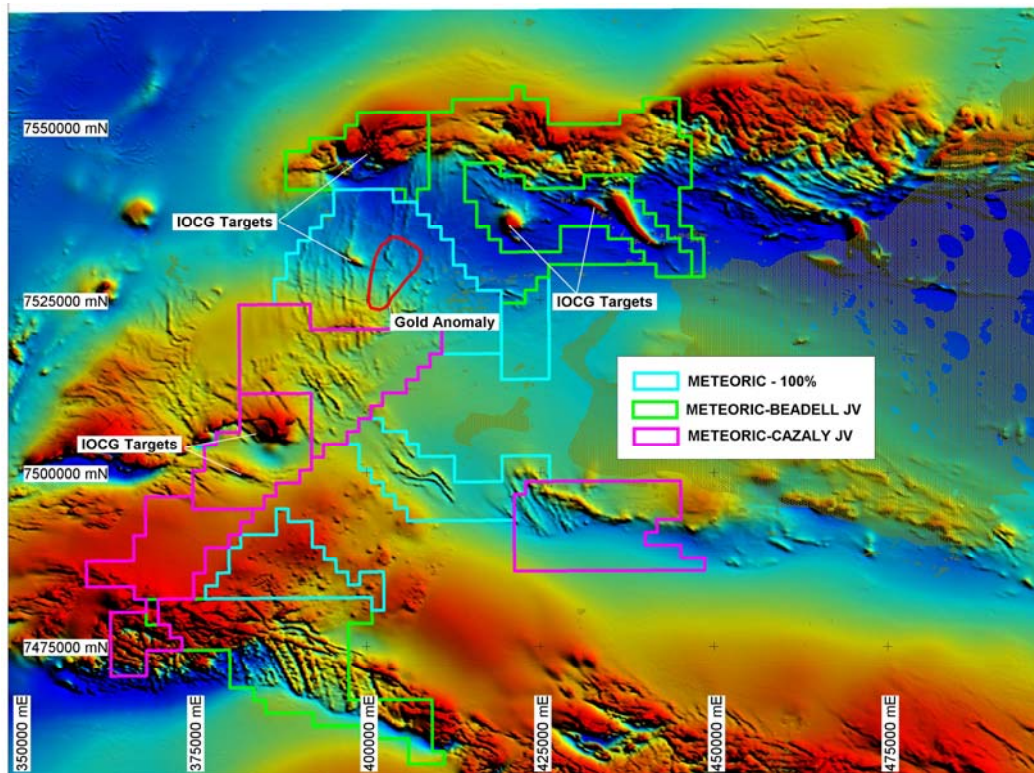 7550000 mN
IOCG Targets
7525000 mN
IOCG Targets
Gold Anomaly
METEORIC - 100%
METEORIC-BEADELL JV
METEORIC-CAZALY JV
IOCG Targets
7500000 mN
7475000 mN
350000 mE
375000 mE
400000 mE
425000 mE
450000 mE
475000 mE